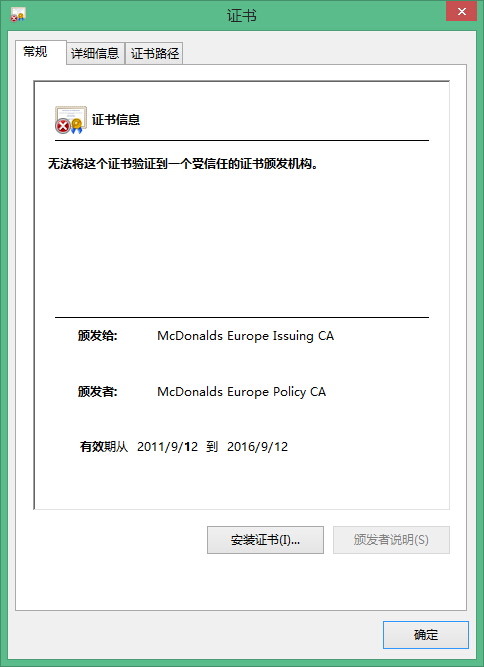 证书
常规 详细信息 证书路径
证书信息
无法将这个证书验证到一个受信任的证书颁发机构。
颁发给: McDonalds Europe Issuing CA
颁发者: McDonalds Europe Policy CA
有效期从 2011/9/12 到 2016/9/12
安装证书(I)... 颁发者说明(S)
确定